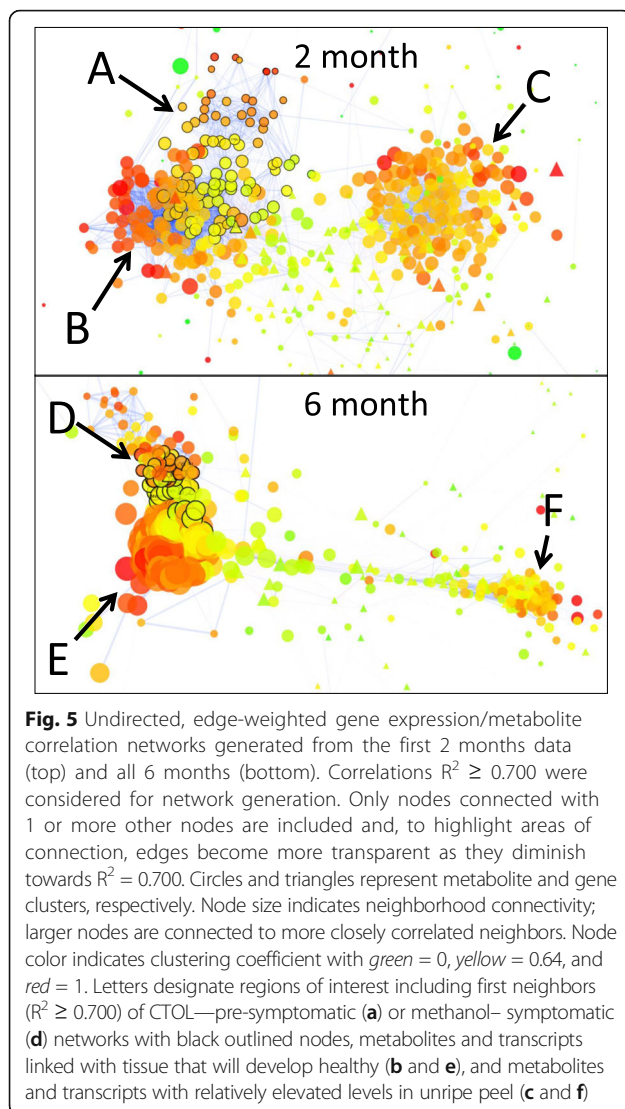 2 month
A
C
B
6 month
D
F
E
Fig. 5 Undirected, edge-weighted gene expression/metabolite
correlation networks generated from the first 2 months data
(top) and all 6 months (bottom). Correlations R² ≥ 0.700 were
considered for network generation. Only nodes connected with
1 or more other nodes are included and, to highlight areas of
connection, edges become more transparent as they diminish
towards R² = 0.700. Circles and triangles represent metabolite and gene
clusters, respectively. Node size indicates neighborhood connectivity;
larger nodes are connected to more closely correlated neighbors. Node
color indicates clustering coefficient with green = 0, yellow = 0.64, and
red = 1. Letters designate regions of interest including first neighbors
(R² ≥ 0.700) of CTOL—pre-symptomatic (a) or methanol– symptomatic
(d) networks with black outlined nodes, metabolites and transcripts
linked with tissue that will develop healthy (b and e), and metabolites
and transcripts with relatively elevated levels in unripe peel (c and f)